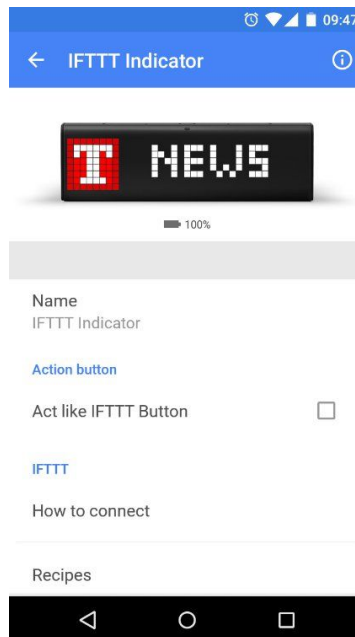 09:47
IFTTT Indicator
T NEWS
100%
Name
IFTTT Indicator
Action button
Act like IFTTT Button
IFTTT
How to connect
Recipes